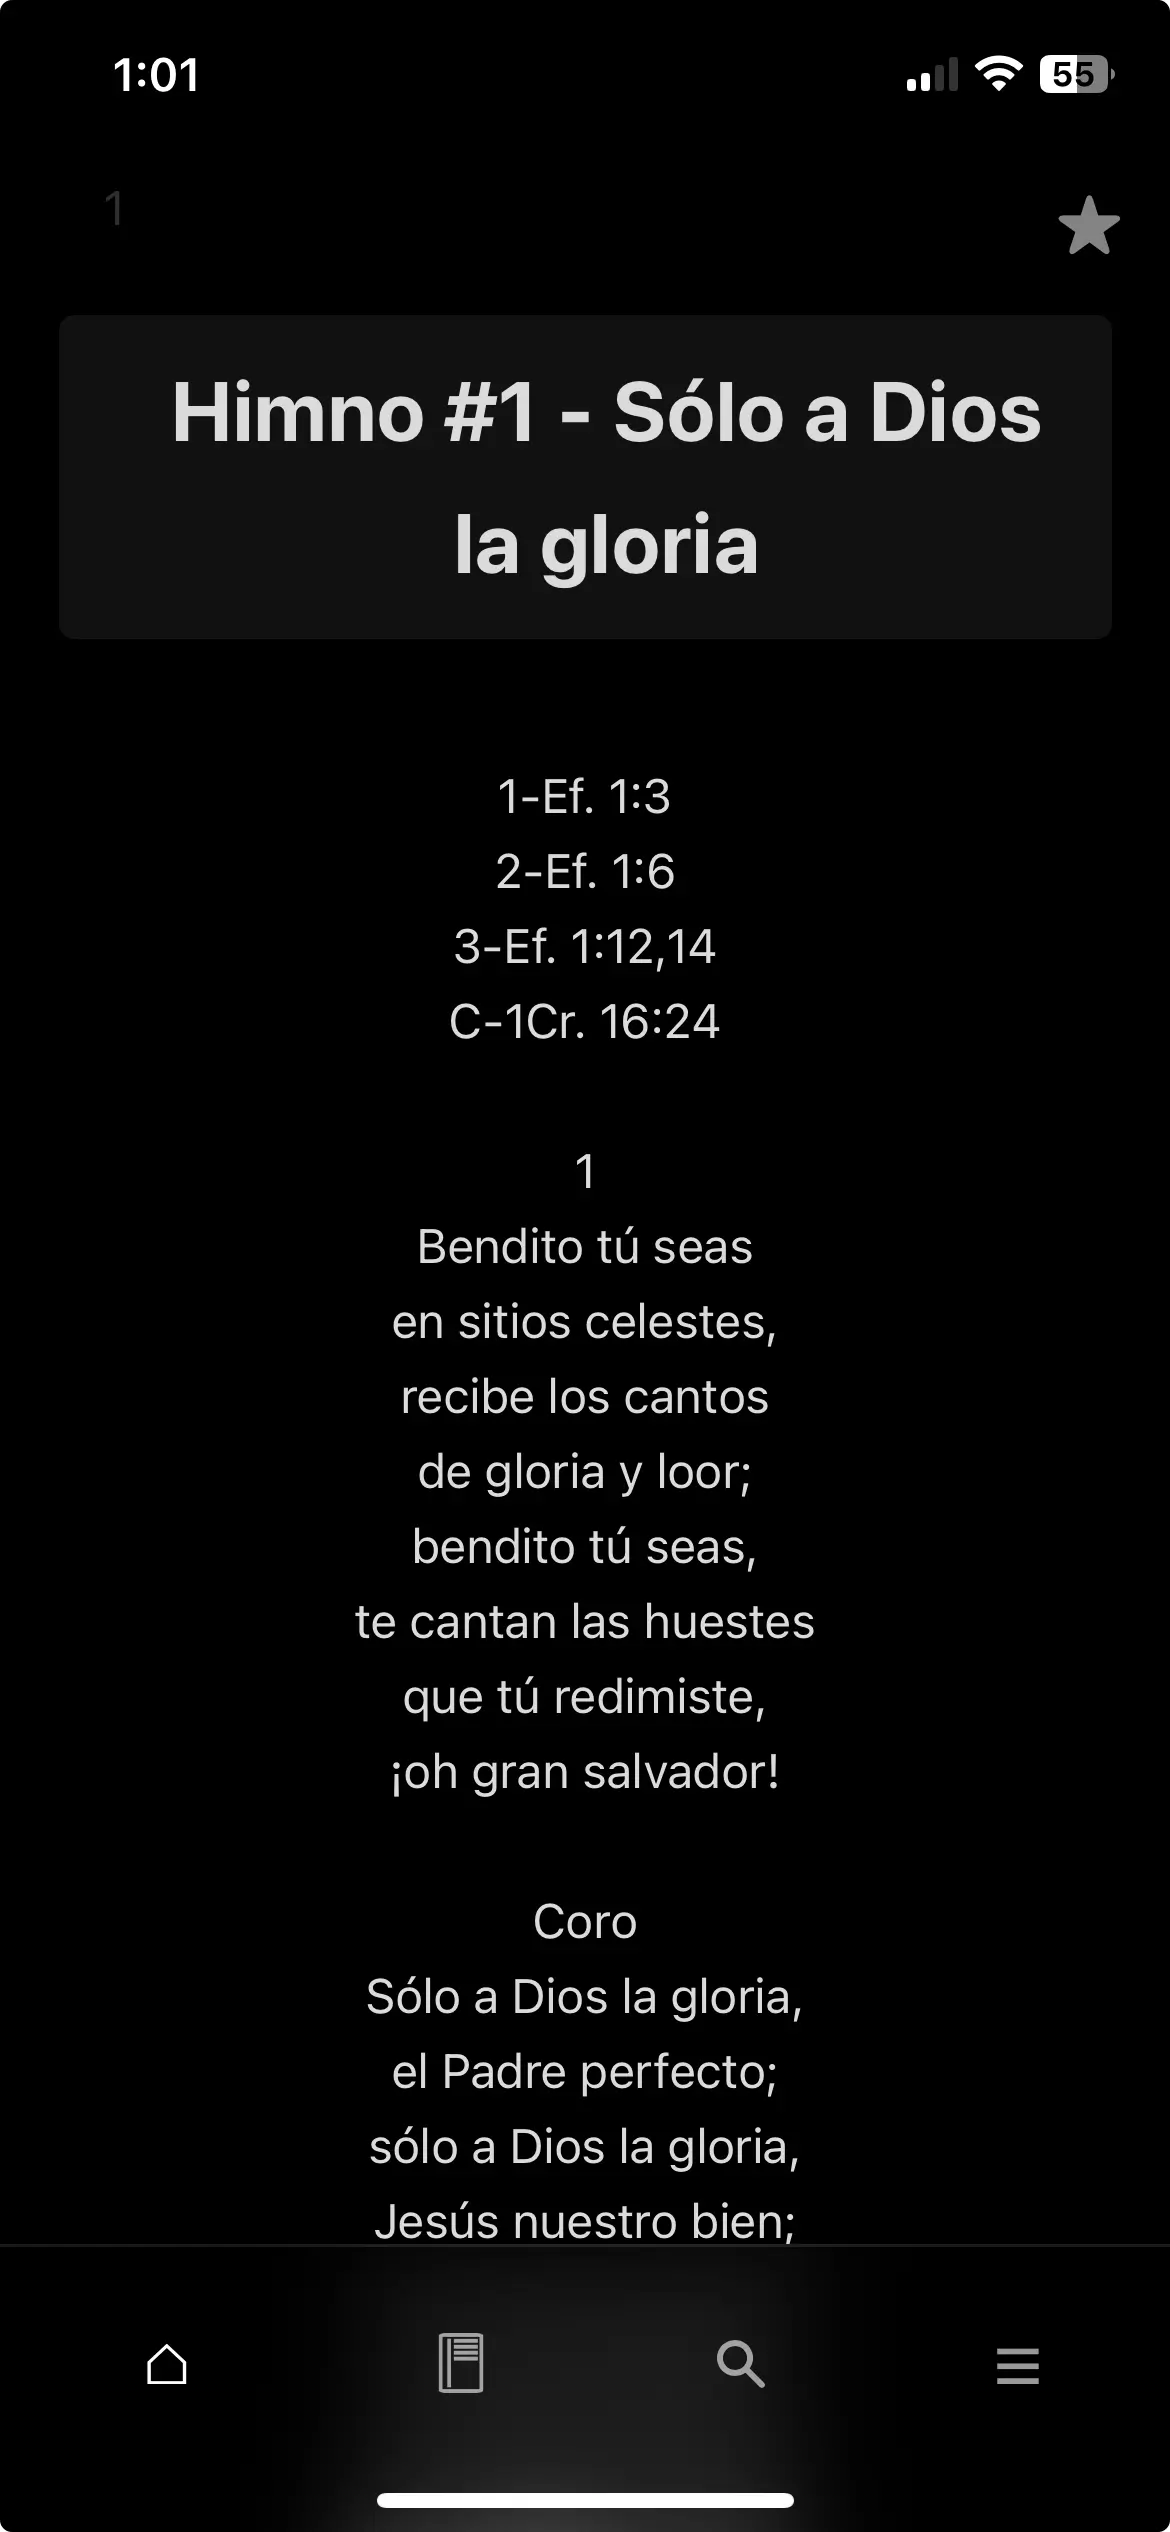 1:01
55
1
Himno #1 - Sólo a Dios
la gloria
1-Ef. 1:3
2-Ef. 1:6
3-Ef. 1:12,14
C-1Cr. 16:24
1
Bendito tú seas
en sitios celestes,
recibe los cantos
de gloria y loor;
bendito tú seas,
te cantan las huestes
que tú redimiste,
¡oh gran salvador!
Coro
Sólo a Dios la gloria,
el Padre perfecto;
sólo a Dios la gloria,
Jesús nuestro bien;